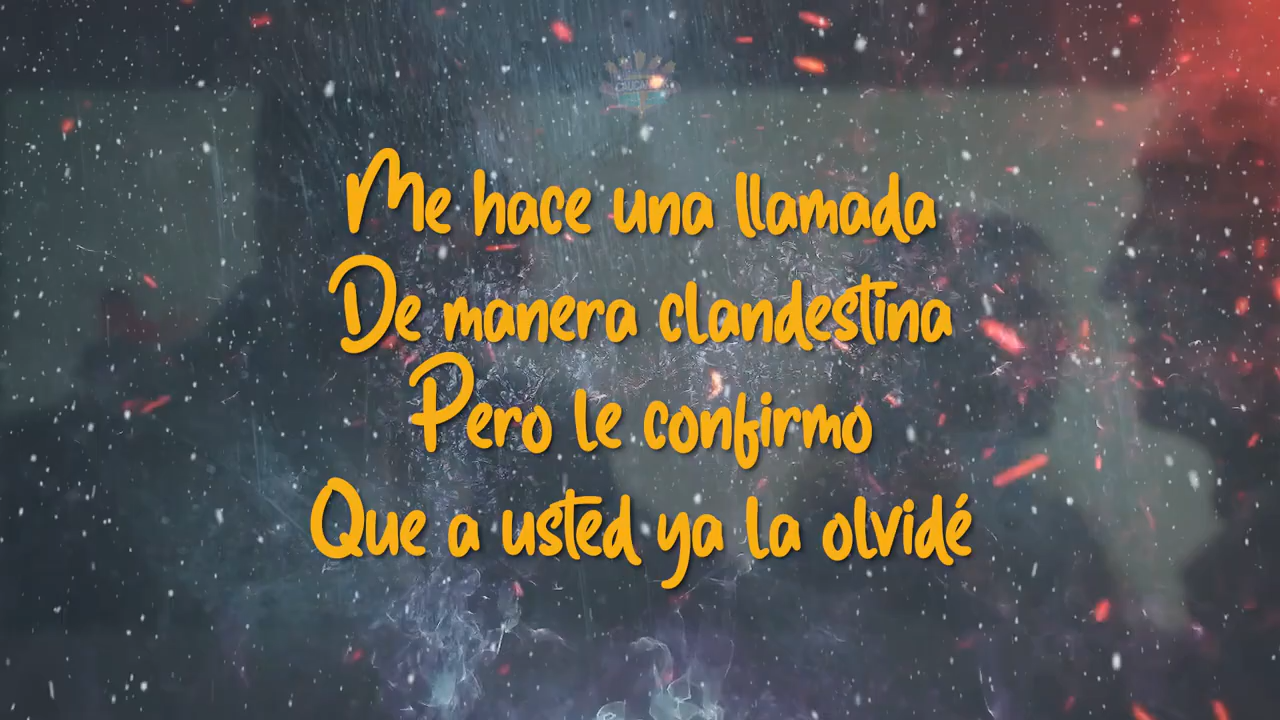 Me hace una llamada
De manera clandestina
Pero le confirmo
Que a usted ya la olvidé